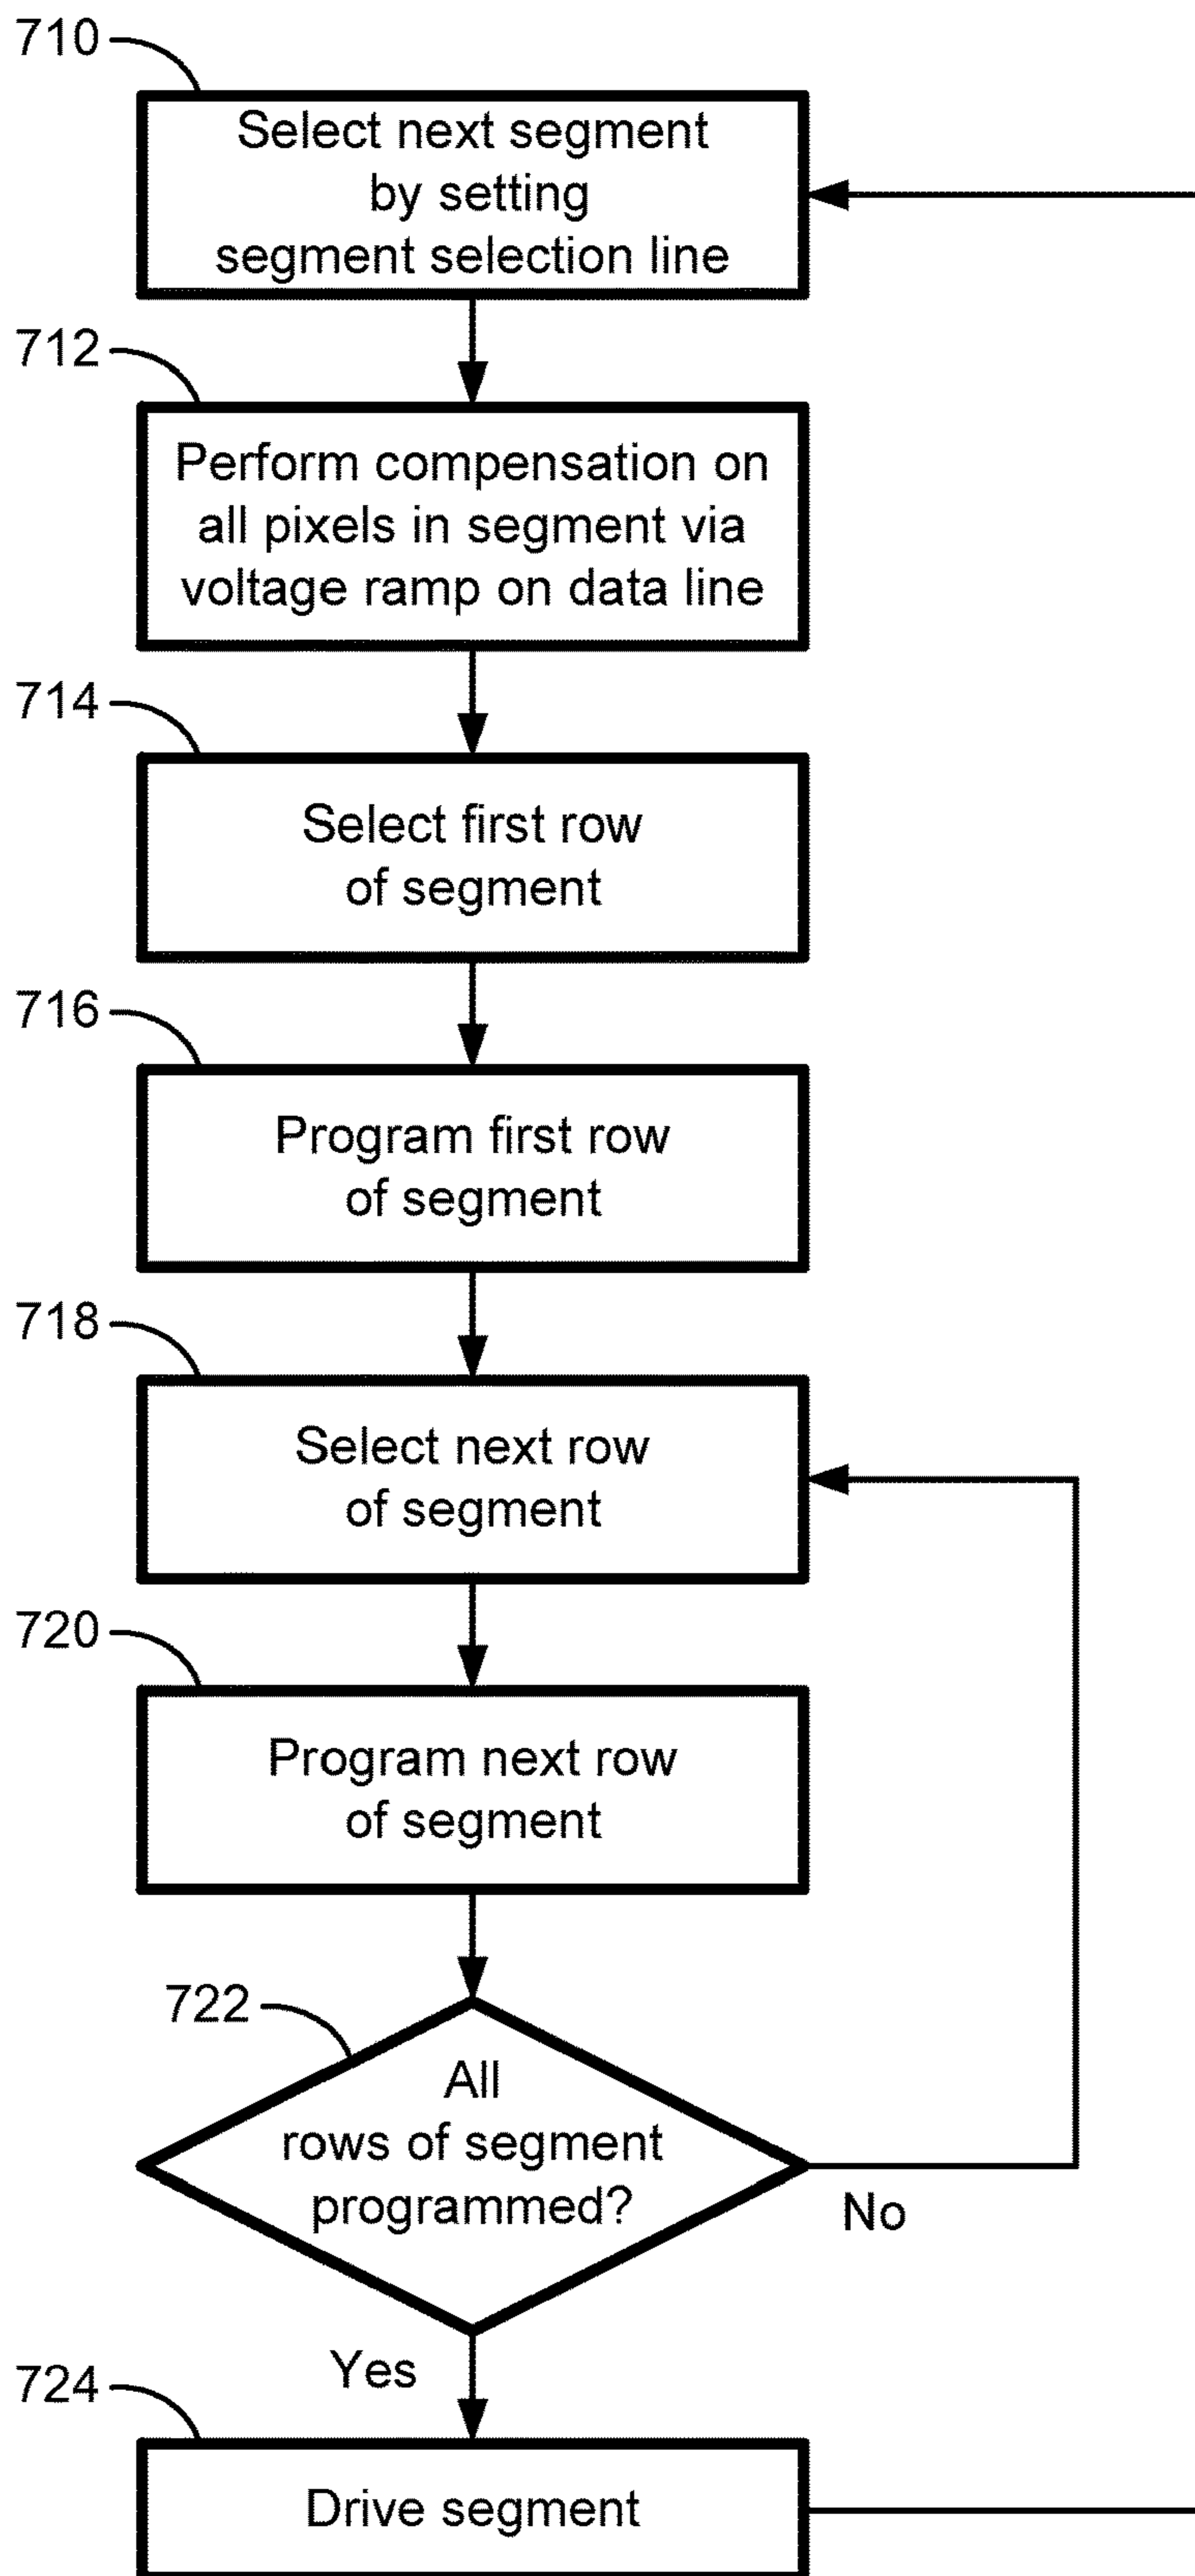 710
Select next segment
by setting
segment selection line
712
Perform compensation on
all pixels in segment via
voltage ramp on data line
714
Select first row
of segment
716
Program first row
of segment
718
Select next row
of segment
720
Program next row
of segment
722
All
rows of segment
programmed?
No
Yes
724
Drive segment